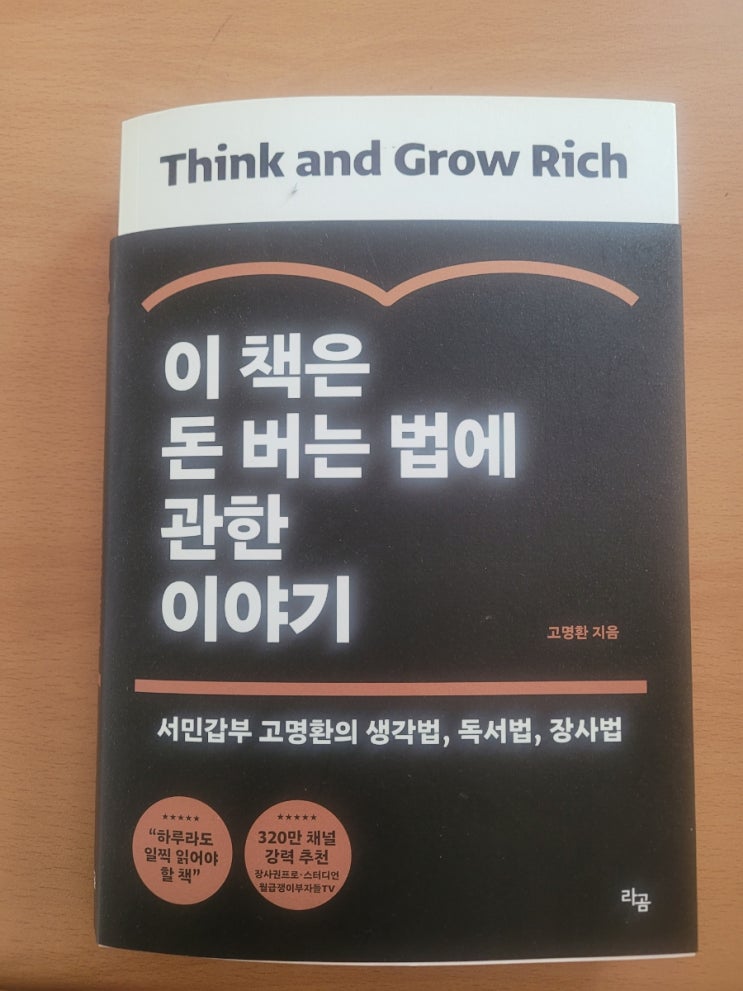 Think and Grow Rich
이 책은
돈 버는 법에
관한
이야기
고명환 지음
서민갑부 고명환의 생각법, 독서법, 장사법
★★★★★
“하루라도
일찍 읽어야
할 책”
★★★★★
320만 채널
강력 추천
장사권프로·스터디언
월급쟁이부자들TV
라곰